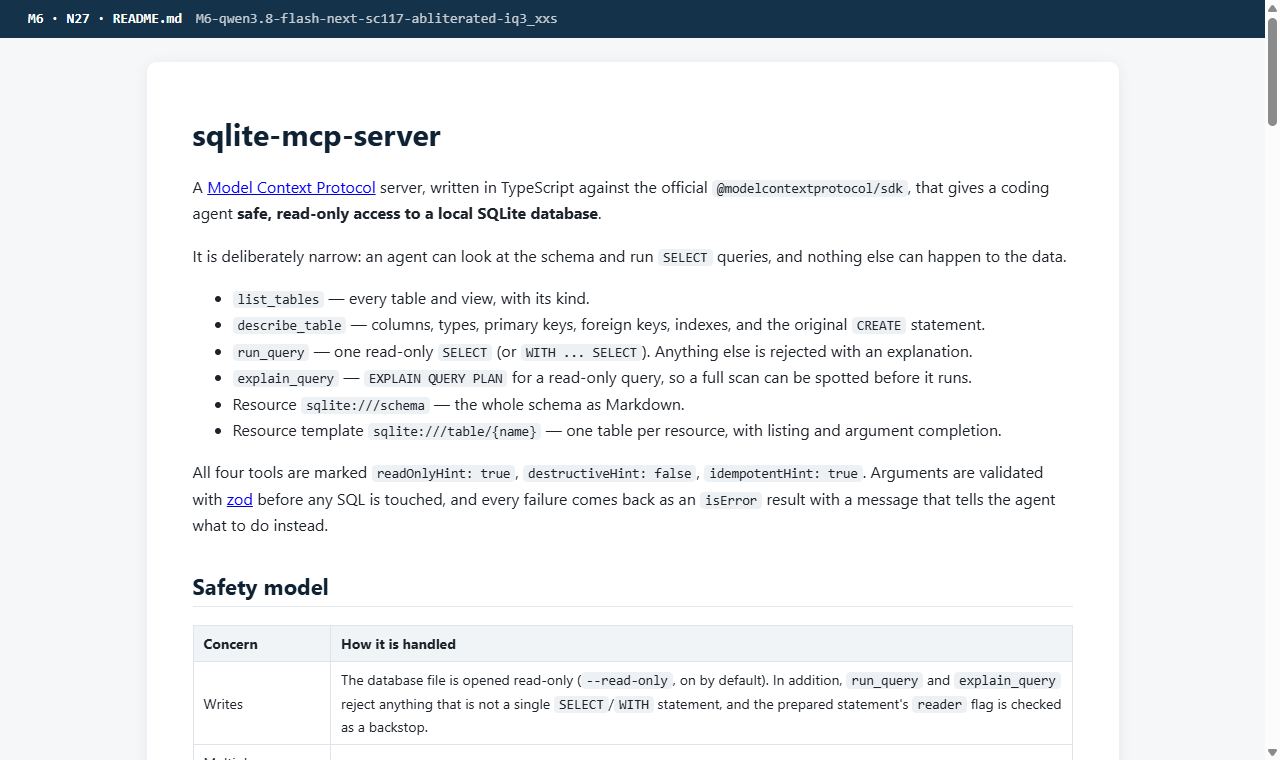 M6 • N27 • README.md M6-qwen3.8-flash-next-sc117-abliterated-iq3_xxs
sqlite-mcp-server
A Model Context Protocol server, written in TypeScript against the official @modelcontextprotocol/sdk, that gives a coding
agent safe, read-only access to a local SQLite database.
It is deliberately narrow: an agent can look at the schema and run SELECT queries, and nothing else can happen to the data.
• list_tables — every table and view, with its kind.
• describe_table — columns, types, primary keys, foreign keys, indexes, and the original CREATE statement.
• run_query — one read-only SELECT (or WITH ... SELECT). Anything else is rejected with an explanation.
• explain_query — EXPLAIN QUERY PLAN for a read-only query, so a full scan can be spotted before it runs.
• Resource sqlite:///schema — the whole schema as Markdown.
• Resource template sqlite:///table/{name} — one table per resource, with listing and argument completion.
All four tools are marked readOnlyHint: true, destructiveHint: false, idempotentHint: true. Arguments are validated
with zod before any SQL is touched, and every failure comes back as an isError result with a message that tells the agent
what to do instead.
Safety model
Concern How it is handled
The database file is opened read-only (--read-only, on by default). In addition, run_query and explain_query
Writes reject anything that is not a single SELECT/WITH statement, and the prepared statement's reader flag is checked
as a backstop.